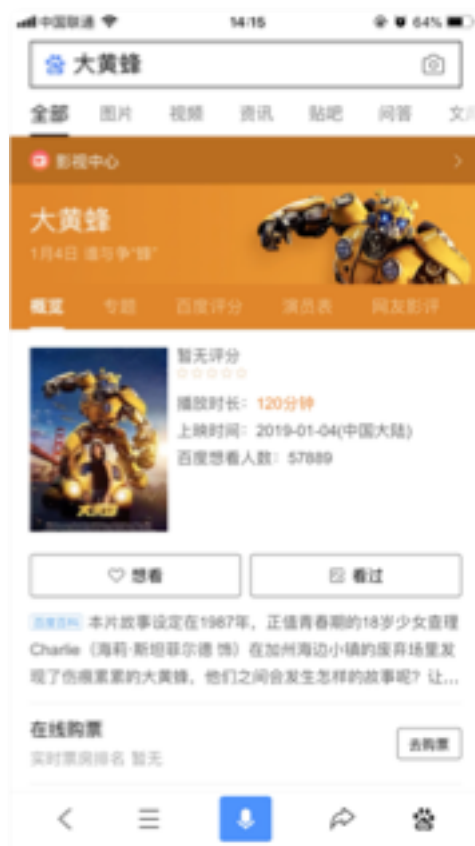 中国联通 14:15 64%
大黄蜂
全部 图片 视频 资讯 贴吧 问答 文
影视中心
大黄蜂
1月4日 谁与争“蜂”
概览 专题 百度评分 演员表 网友影评
暂无评分
播放时长：120分钟
上映时间：2019-01-04(中国大陆)
百度想看人数：57889
大黄蜂
想看 看过
百度百科 本片故事设定在1987年，正值青春期的18岁少女查理
Charlie（海莉·斯坦菲尔德 饰）在加州海边小镇的废弃场里发
现了伤痕累累的大黄蜂，他们之间会发生怎样的故事呢？让...
在线购票
实时票房排名 暂无
去购票